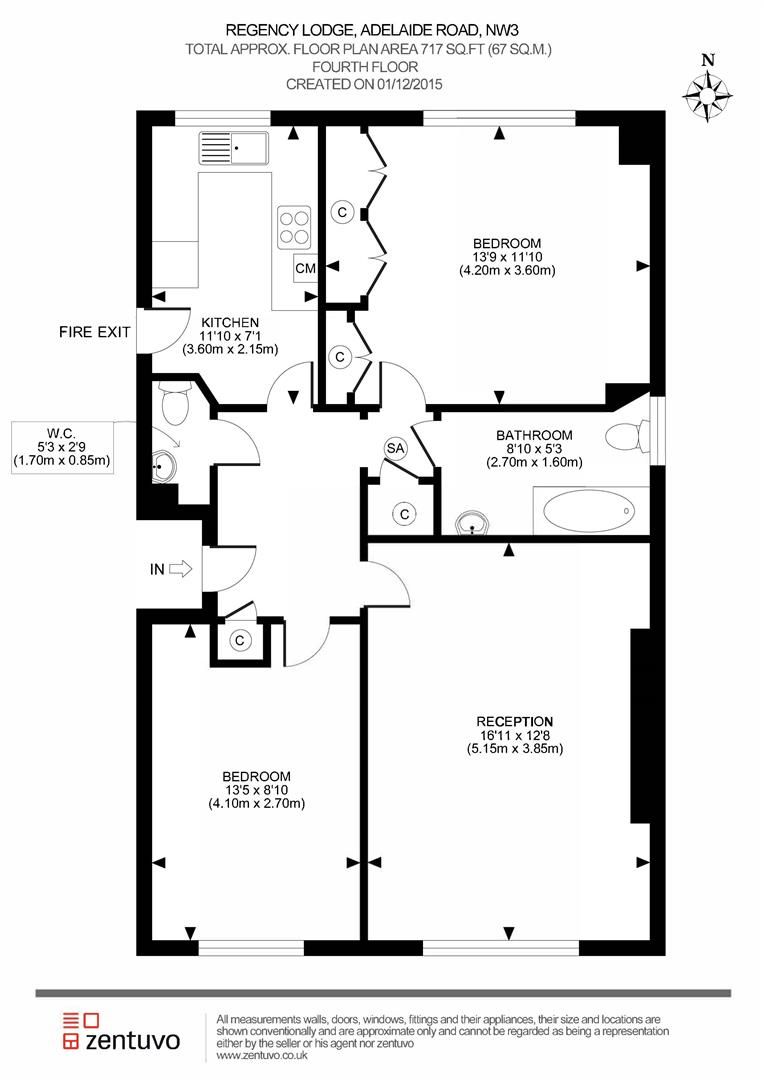 REGENCY LODGE, ADELAIDE ROAD, NW3
TOTAL APPROX. FLOOR PLAN AREA 717 SQ.FT (67 SQ.M.)
FOURTH FLOOR
CREATED ON 01/12/2015
N
C
BEDROOM
13'9 x 11'10
(4.20m x 3.60m)
CM
KITCHEN
11'10 x 7'1
(3.60m x 2.15m)
FIRE EXIT
C
W.C.
5'3 x 2'9
(1.70m x 0.85m)
SA
BATHROOM
8'10 x 5'3
(2.70m x 1.60m)
C
IN
C
RECEPTION
16'11 x 12'8
(5.15m x 3.85m)
BEDROOM
13'5 x 8'10
(4.10m x 2.70m)
zentuvo
All measurements walls, doors, windows, fittings and their appliances, their size and locations are
shown conventionally and are approximate only and cannot be regarded as being a representation
either by the seller or his agent nor zentuvo
www.zentuvo.co.uk